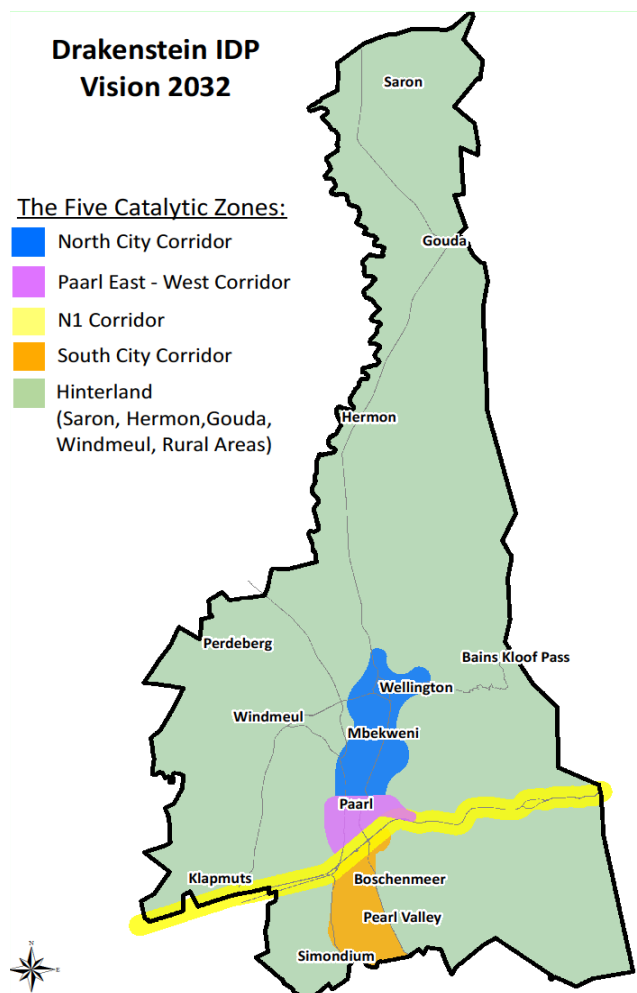 Drakenstein IDP
Vision 2032
The Five Catalytic Zones:
North City Corridor
Paarl East - West Corridor
N1 Corridor
South City Corridor
Hinterland
(Saron, Hermon,Gouda,
Windmeul, Rural Areas)
Saron
Gouda
Hermon
Perdeberg
Bains Kloof Pass
Wellington
Windmeul
Mbekweni
Paarl
Klapmuts
Boschenmeer
Pearl Valley
Simondium
N
E
S
W